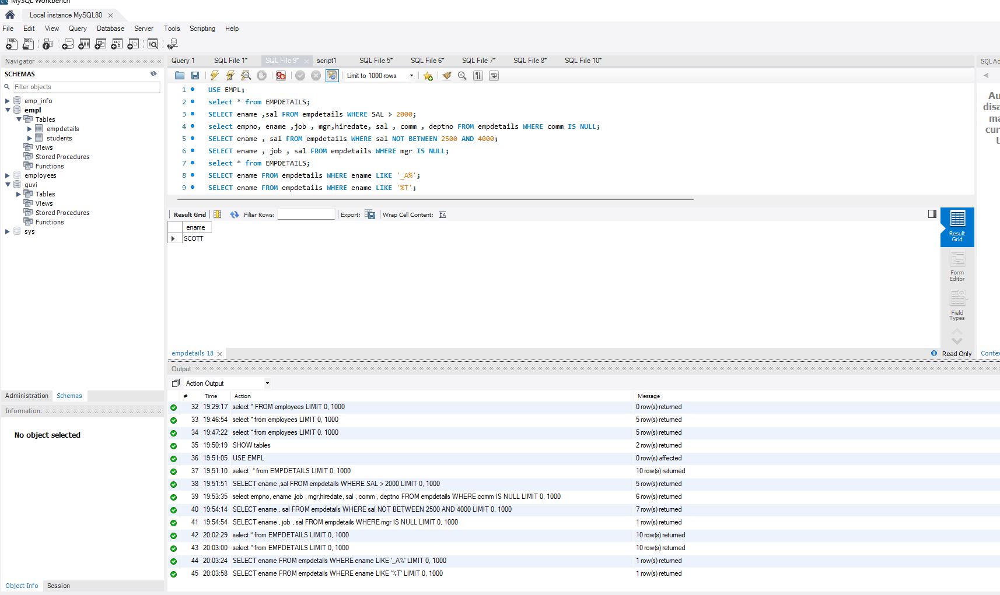 MySQL Workbench
Local instance MySQL80
File Edit View Query Database Server Tools Scripting Help
Navigator
SCHEMAS
Filter objects
emp_info
empl
Tables
empdetails
students
Views
Stored Procedures
Functions
employees
guvi
Tables
Views
Stored Procedures
Functions
sys
Administration Schemas
Information
No object selected
Object Info Session
Query 1 SQL File 1* SQL File 9* script1 SQL File 5* SQL File 6* SQL File 7* SQL File 8* SQL File 10*
Limit to 1000 rows
1 USE EMPL;
2 select * from EMPDETAILS;
3 SELECT ename ,sal FROM empdetails WHERE SAL > 2000;
4 select empno, ename ,job , mgr,hiredate, sal , comm , deptno FROM empdetails WHERE comm IS NULL;
5 SELECT ename , sal FROM empdetails WHERE sal NOT BETWEEN 2500 AND 4000;
6 SELECT ename , job , sal FROM empdetails WHERE mgr IS NULL;
7 select * from EMPDETAILS;
8 SELECT ename FROM empdetails WHERE ename LIKE '_A%';
9 SELECT ename FROM empdetails WHERE ename LIKE '%T';
Result Grid Filter Rows: Export: Wrap Cell Content:
ename
SCOTT
Result
Grid
Form
Editor
Field
Types
empdetails 18
Read Only
SQLAd
Au
disa
ma
cur
t
Contex
Output
Action Output
# Time Action Message
32 19:29:17 select * FROM employees LIMIT 0, 1000 0 row(s) returned
33 19:46:54 select * from employees LIMIT 0, 1000 5 row(s) returned
34 19:47:22 select * from employees LIMIT 0, 1000 5 row(s) returned
35 19:50:19 SHOW tables 2 row(s) returned
36 19:51:05 USE EMPL 0 row(s) affected
37 19:51:10 select * from EMPDETAILS LIMIT 0, 1000 10 row(s) returned
38 19:51:51 SELECT ename ,sal FROM empdetails WHERE SAL > 2000 LIMIT 0, 1000 5 row(s) returned
39 19:53:35 select empno, ename ,job , mgr,hiredate, sal , comm , deptno FROM empdetails WHERE comm IS NULL LIMIT 0, 1000 6 row(s) returned
40 19:54:14 SELECT ename , sal FROM empdetails WHERE sal NOT BETWEEN 2500 AND 4000 LIMIT 0, 1000 7 row(s) returned
41 19:54:54 SELECT ename , job , sal FROM empdetails WHERE mgr IS NULL LIMIT 0, 1000 1 row(s) returned
42 20:02:29 select * from EMPDETAILS LIMIT 0, 1000 10 row(s) returned
43 20:03:00 select * from EMPDETAILS LIMIT 0, 1000 10 row(s) returned
44 20:03:24 SELECT ename FROM empdetails WHERE ename LIKE '_A%' LIMIT 0, 1000 1 row(s) returned
45 20:03:58 SELECT ename FROM empdetails WHERE ename LIKE '%T' LIMIT 0, 1000 1 row(s) returned